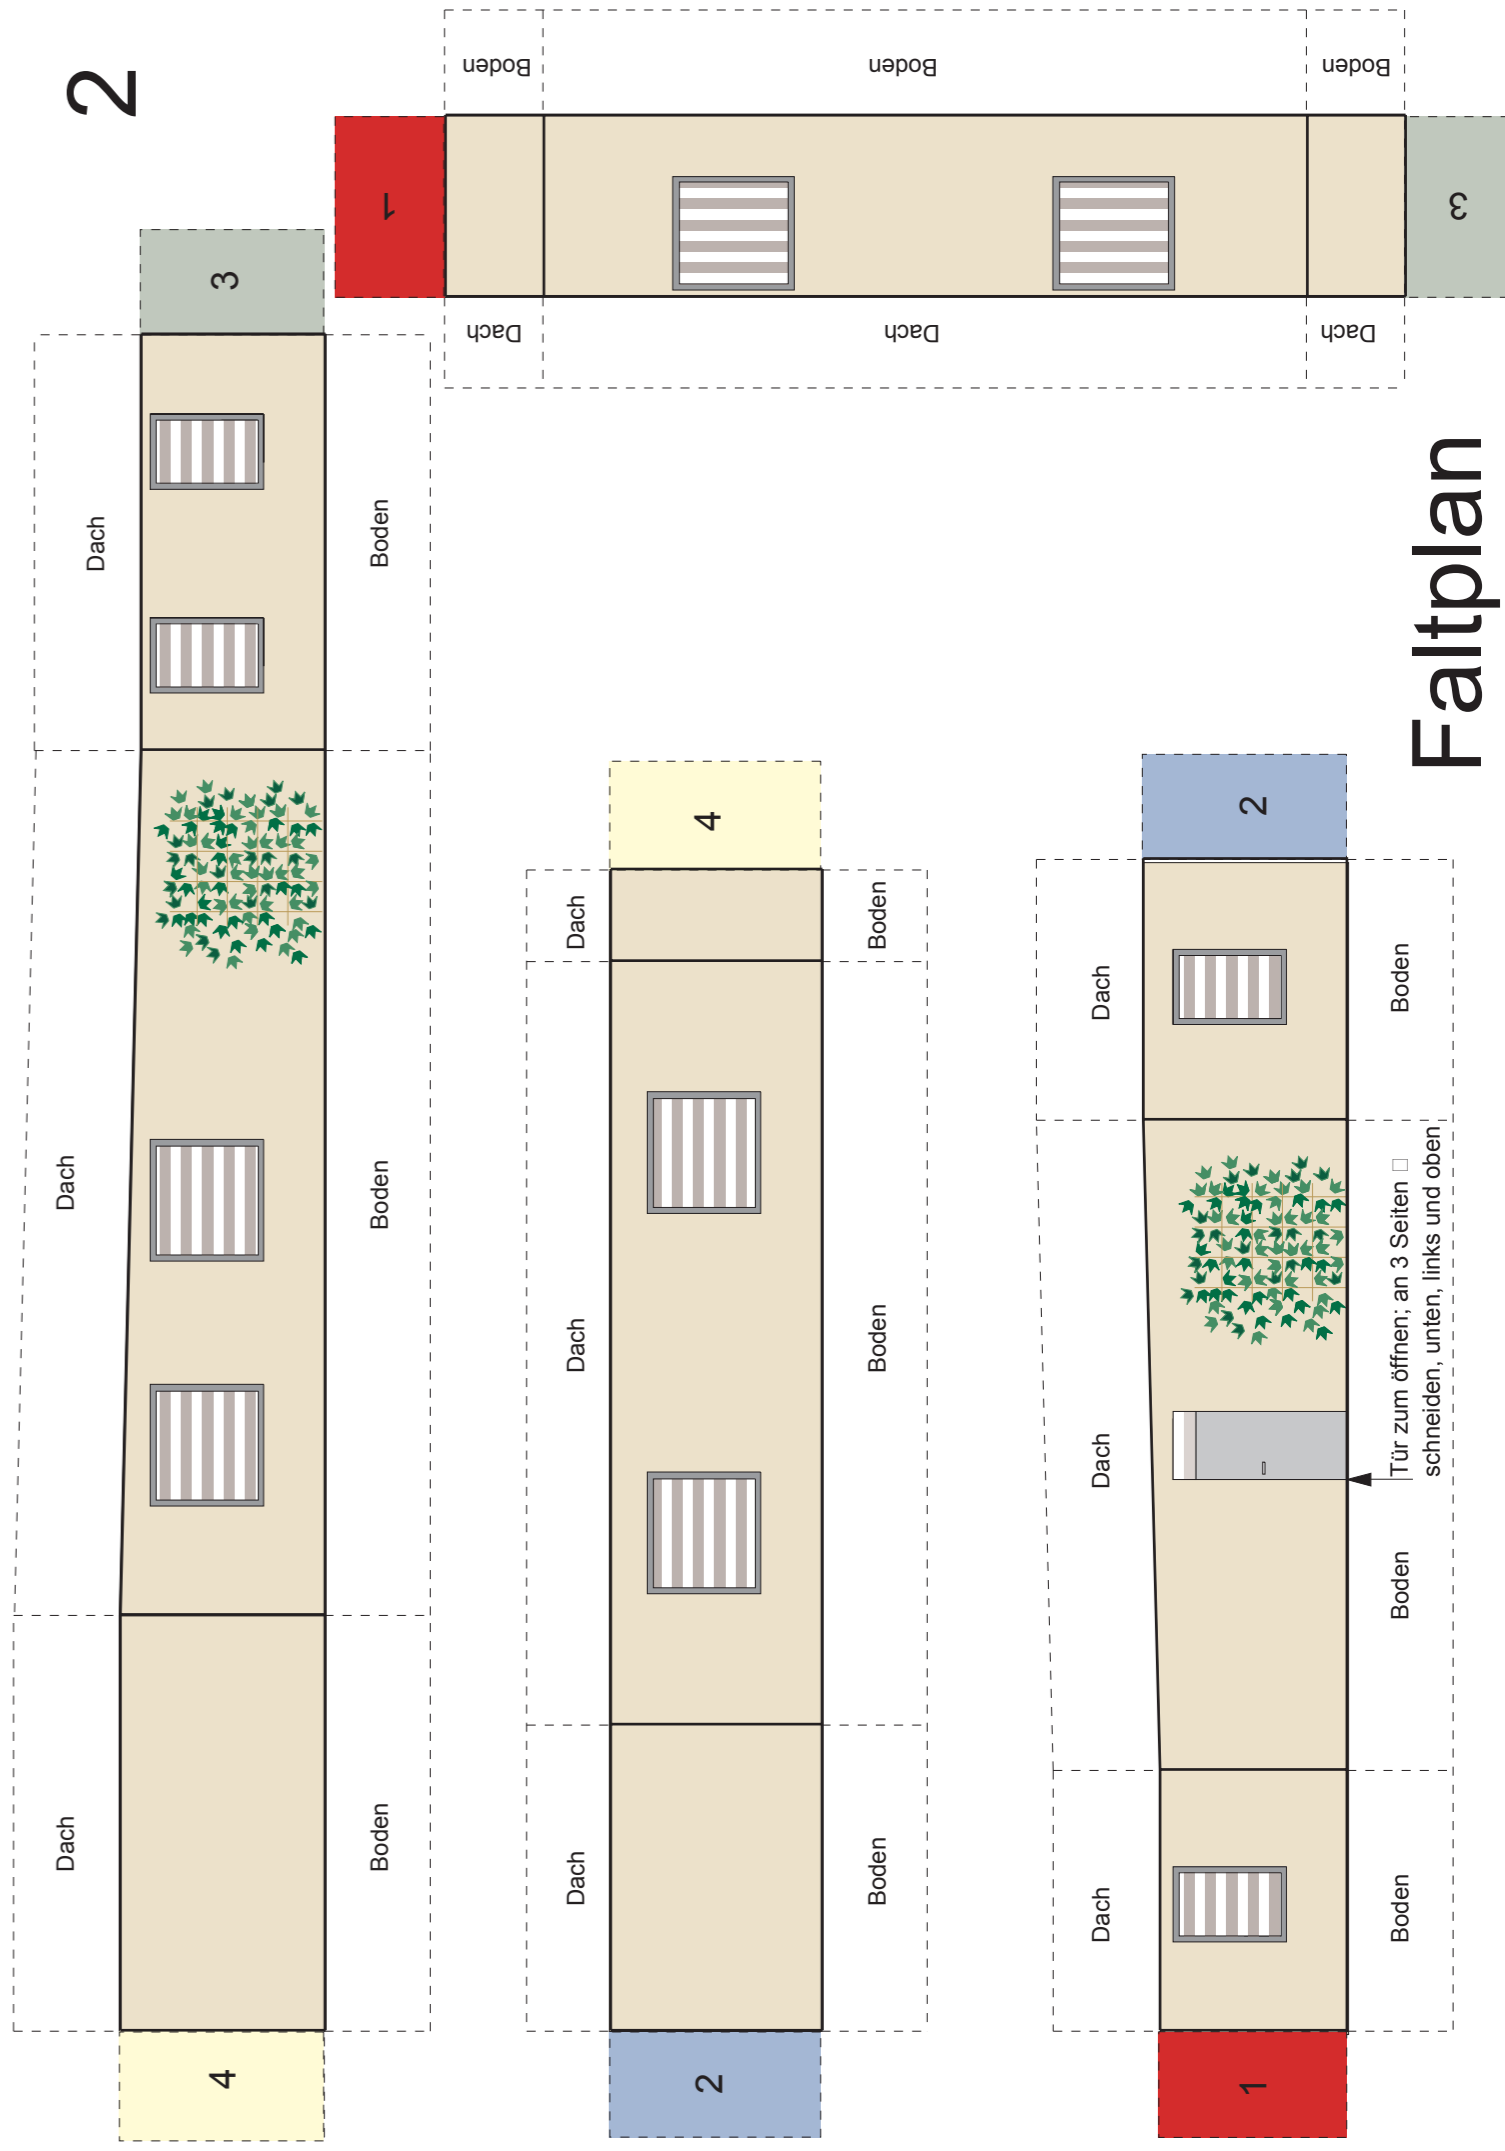 2
3
Dach
Dach
Dach
Boden
Boden
Boden
4
4
Dach
Dach
Dach
Boden
Boden
Boden
2
2
Dach
Dach
Dach
Boden
Boden
Boden
Tür zum öffnen; an 3 Seiten □
schneiden, unten, links und oben
1
1
Boden
Boden
Boden
Dach
Dach
Dach
3
Faltplan